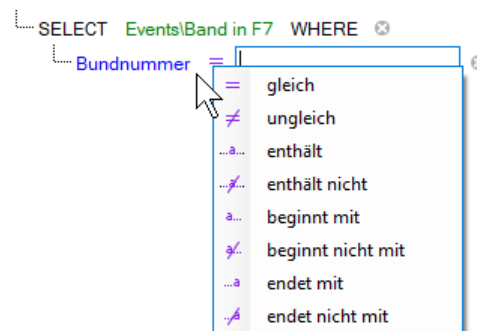 SELECT Events\Band in F7 WHERE
Bundnummer =
= gleich
≠ ungleich
...a... enthält
...a̸... enthält nicht
a... beginnt mit
a̸... beginnt nicht mit
...a endet mit
...a̸ endet nicht mit